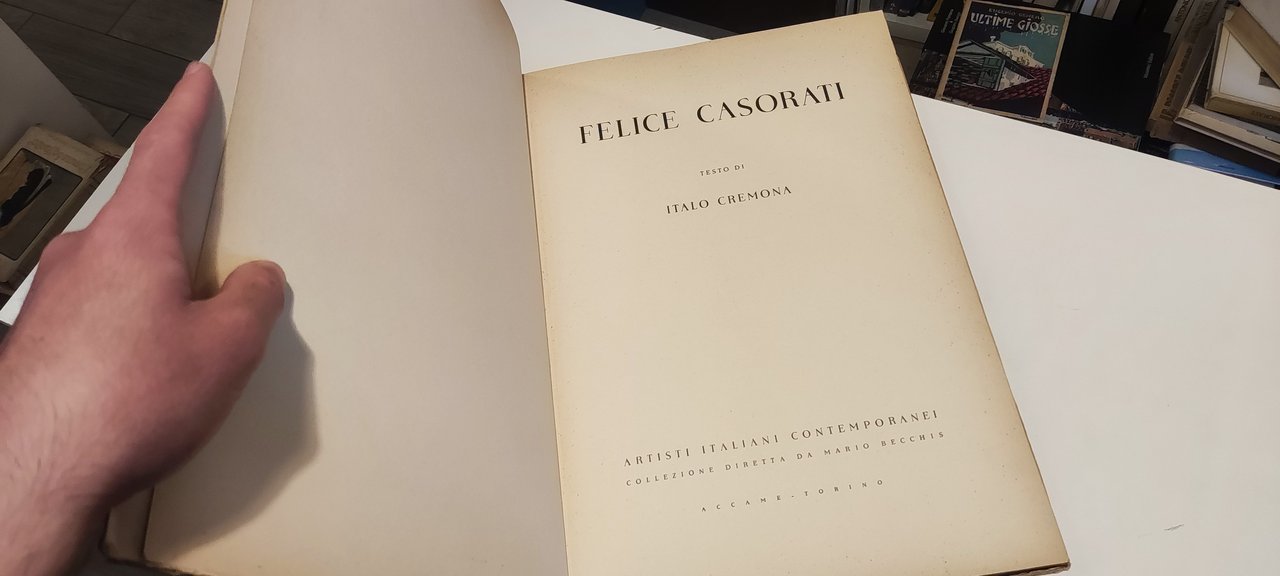 FELICE CASORATI
TESTO DI
ITALO CREMONA
ARTISTI ITALIANI CONTEMPORANEI
COLLEZIONE DIRETTA DA MARIO BECCHIS
ACCAME-TORINO
ULTIME GIOSSE